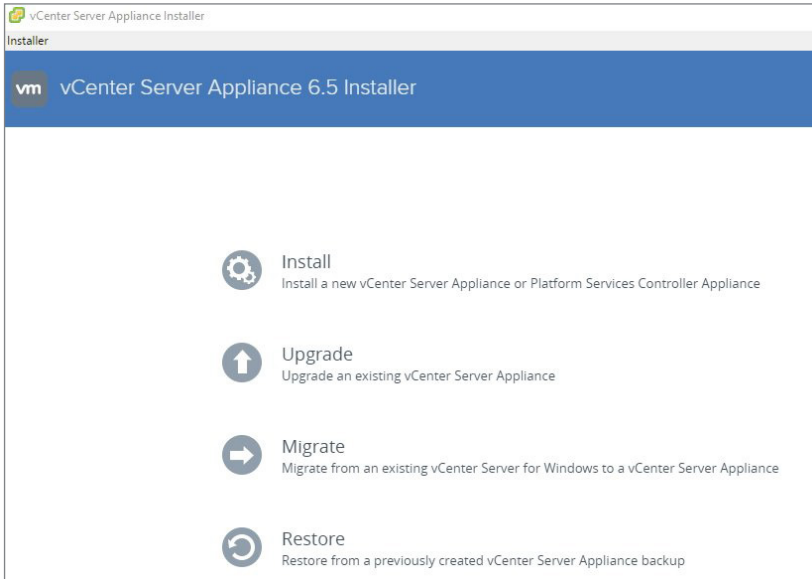 vCenter Server Appliance Installer
Installer
vm vCenter Server Appliance 6.5 Installer
Install
Install a new vCenter Server Appliance or Platform Services Controller Appliance
Upgrade
Upgrade an existing vCenter Server Appliance
Migrate
Migrate from an existing vCenter Server for Windows to a vCenter Server Appliance
Restore
Restore from a previously created vCenter Server Appliance backup